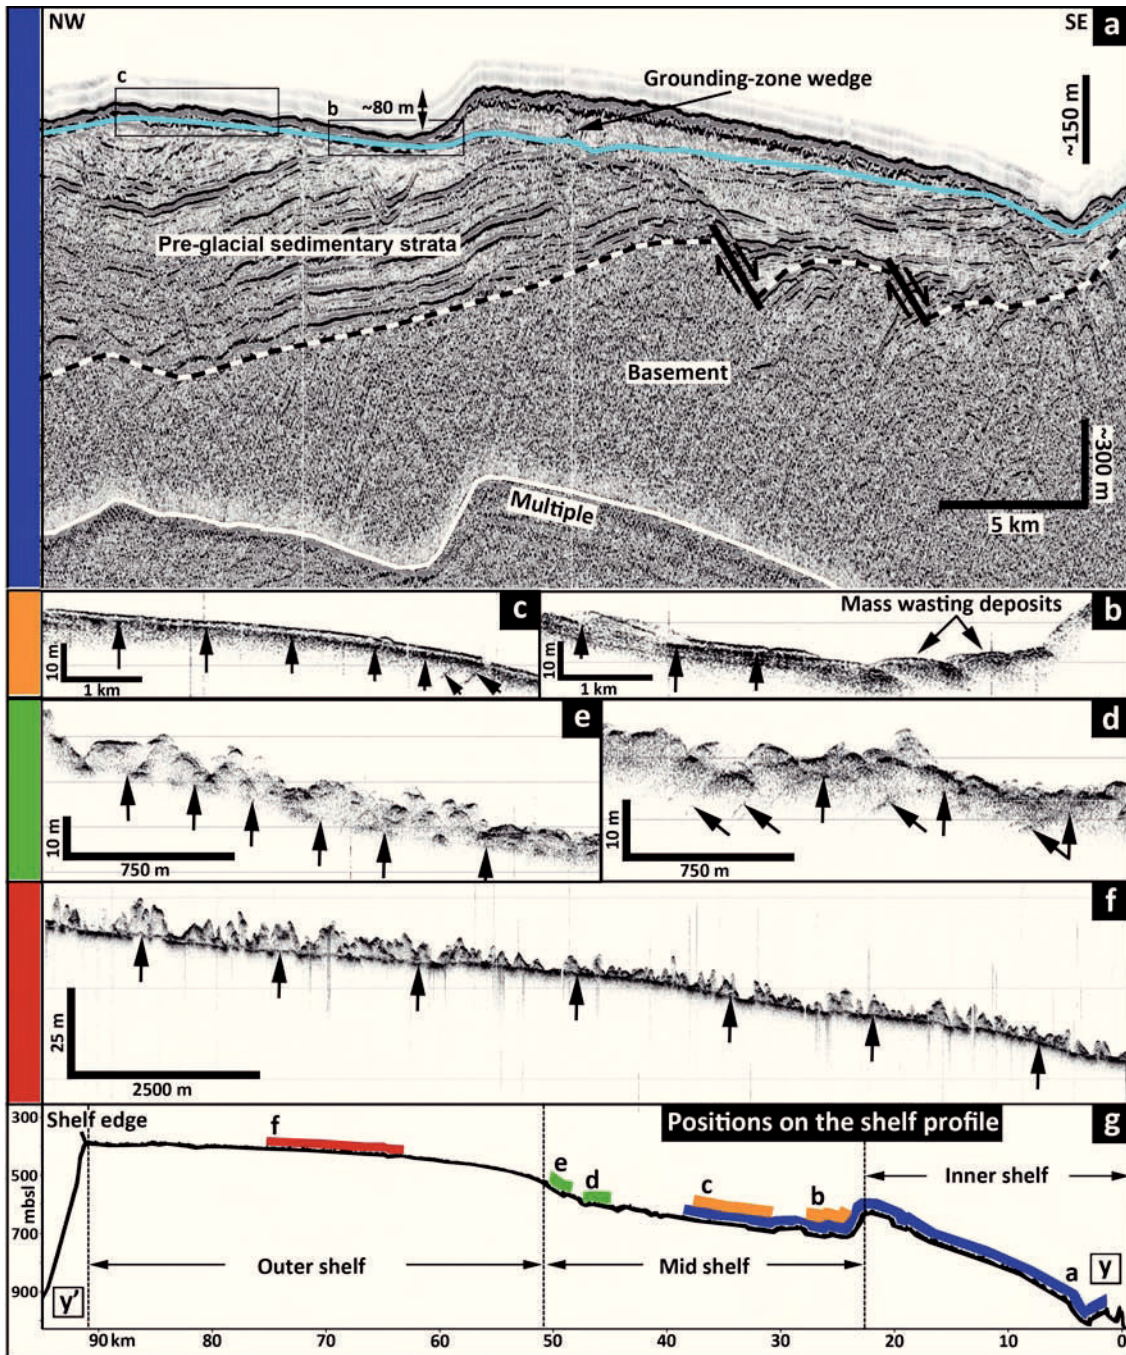 NW
SE
a
c
~80 m
b
Grounding-zone wedge
~150 m
Pre-glacial sedimentary strata
Basement
~300 m
5 km
Multiple
c
10 m
1 km
Mass wasting deposits
b
10 m
1 km
e
10 m
750 m
d
10 m
750 m
f
25 m
2500 m
300
Shelf edge
f
Positions on the shelf profile
g
e
d
c
b
Inner shelf
500
mbsl
700
900
Outer shelf
Mid shelf
a
y
y'
90 km
80
70
60
50
40
30
20
10
0